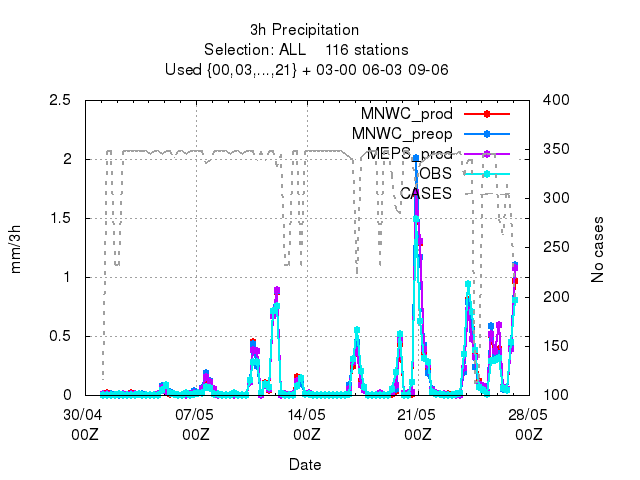 3h Precipitation
Selection: ALL    116 stations
Used {00,03,...,21} + 03-00 06-03 09-06
2.5
2
1.5
1
0.5
0
mm/3h
400
350
300
250
200
150
100
No cases
MNWC_prod
MNWC_preop
MEPS_prod
OBS
CASES
30/04 07/05 14/05 21/05 28/05
00Z 00Z 00Z 00Z 00Z
Date